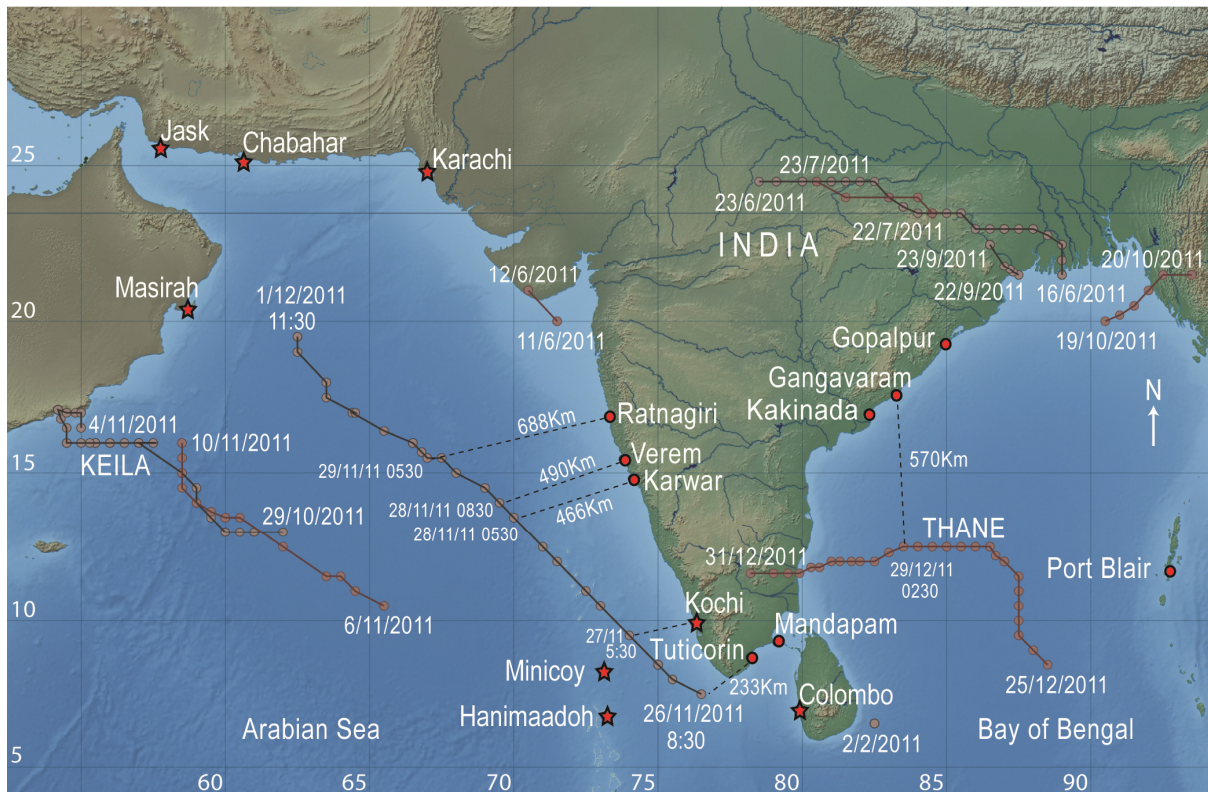 Jask
Chabahar
Karachi
25
23/7/2011
23/6/2011
22/7/2011
INDIA
23/9/2011
20/10/2011
12/6/2011
22/9/2011
16/6/2011
Masirah
1/12/2011
11:30
20
11/6/2011
19/10/2011
Gopalpur
Gangavaram
Kakinada
N
688Km
Ratnagiri
4/11/2011
10/11/2011
KEILA
29/11/11 0530
490Km
Verem
570Km
15
Karwar
28/11/11 0830
466Km
28/11/11 0530
29/10/2011
THANE
31/12/2011
29/12/11
0230
Port Blair
10
6/11/2011
Kochi
Mandapam
27/11
5:30
Tuticorin
Minicoy
233Km
Colombo
25/12/2011
Hanimaadoh
26/11/2011
8:30
Arabian Sea
2/2/2011
Bay of Bengal
5
60
65
70
75
80
85
90